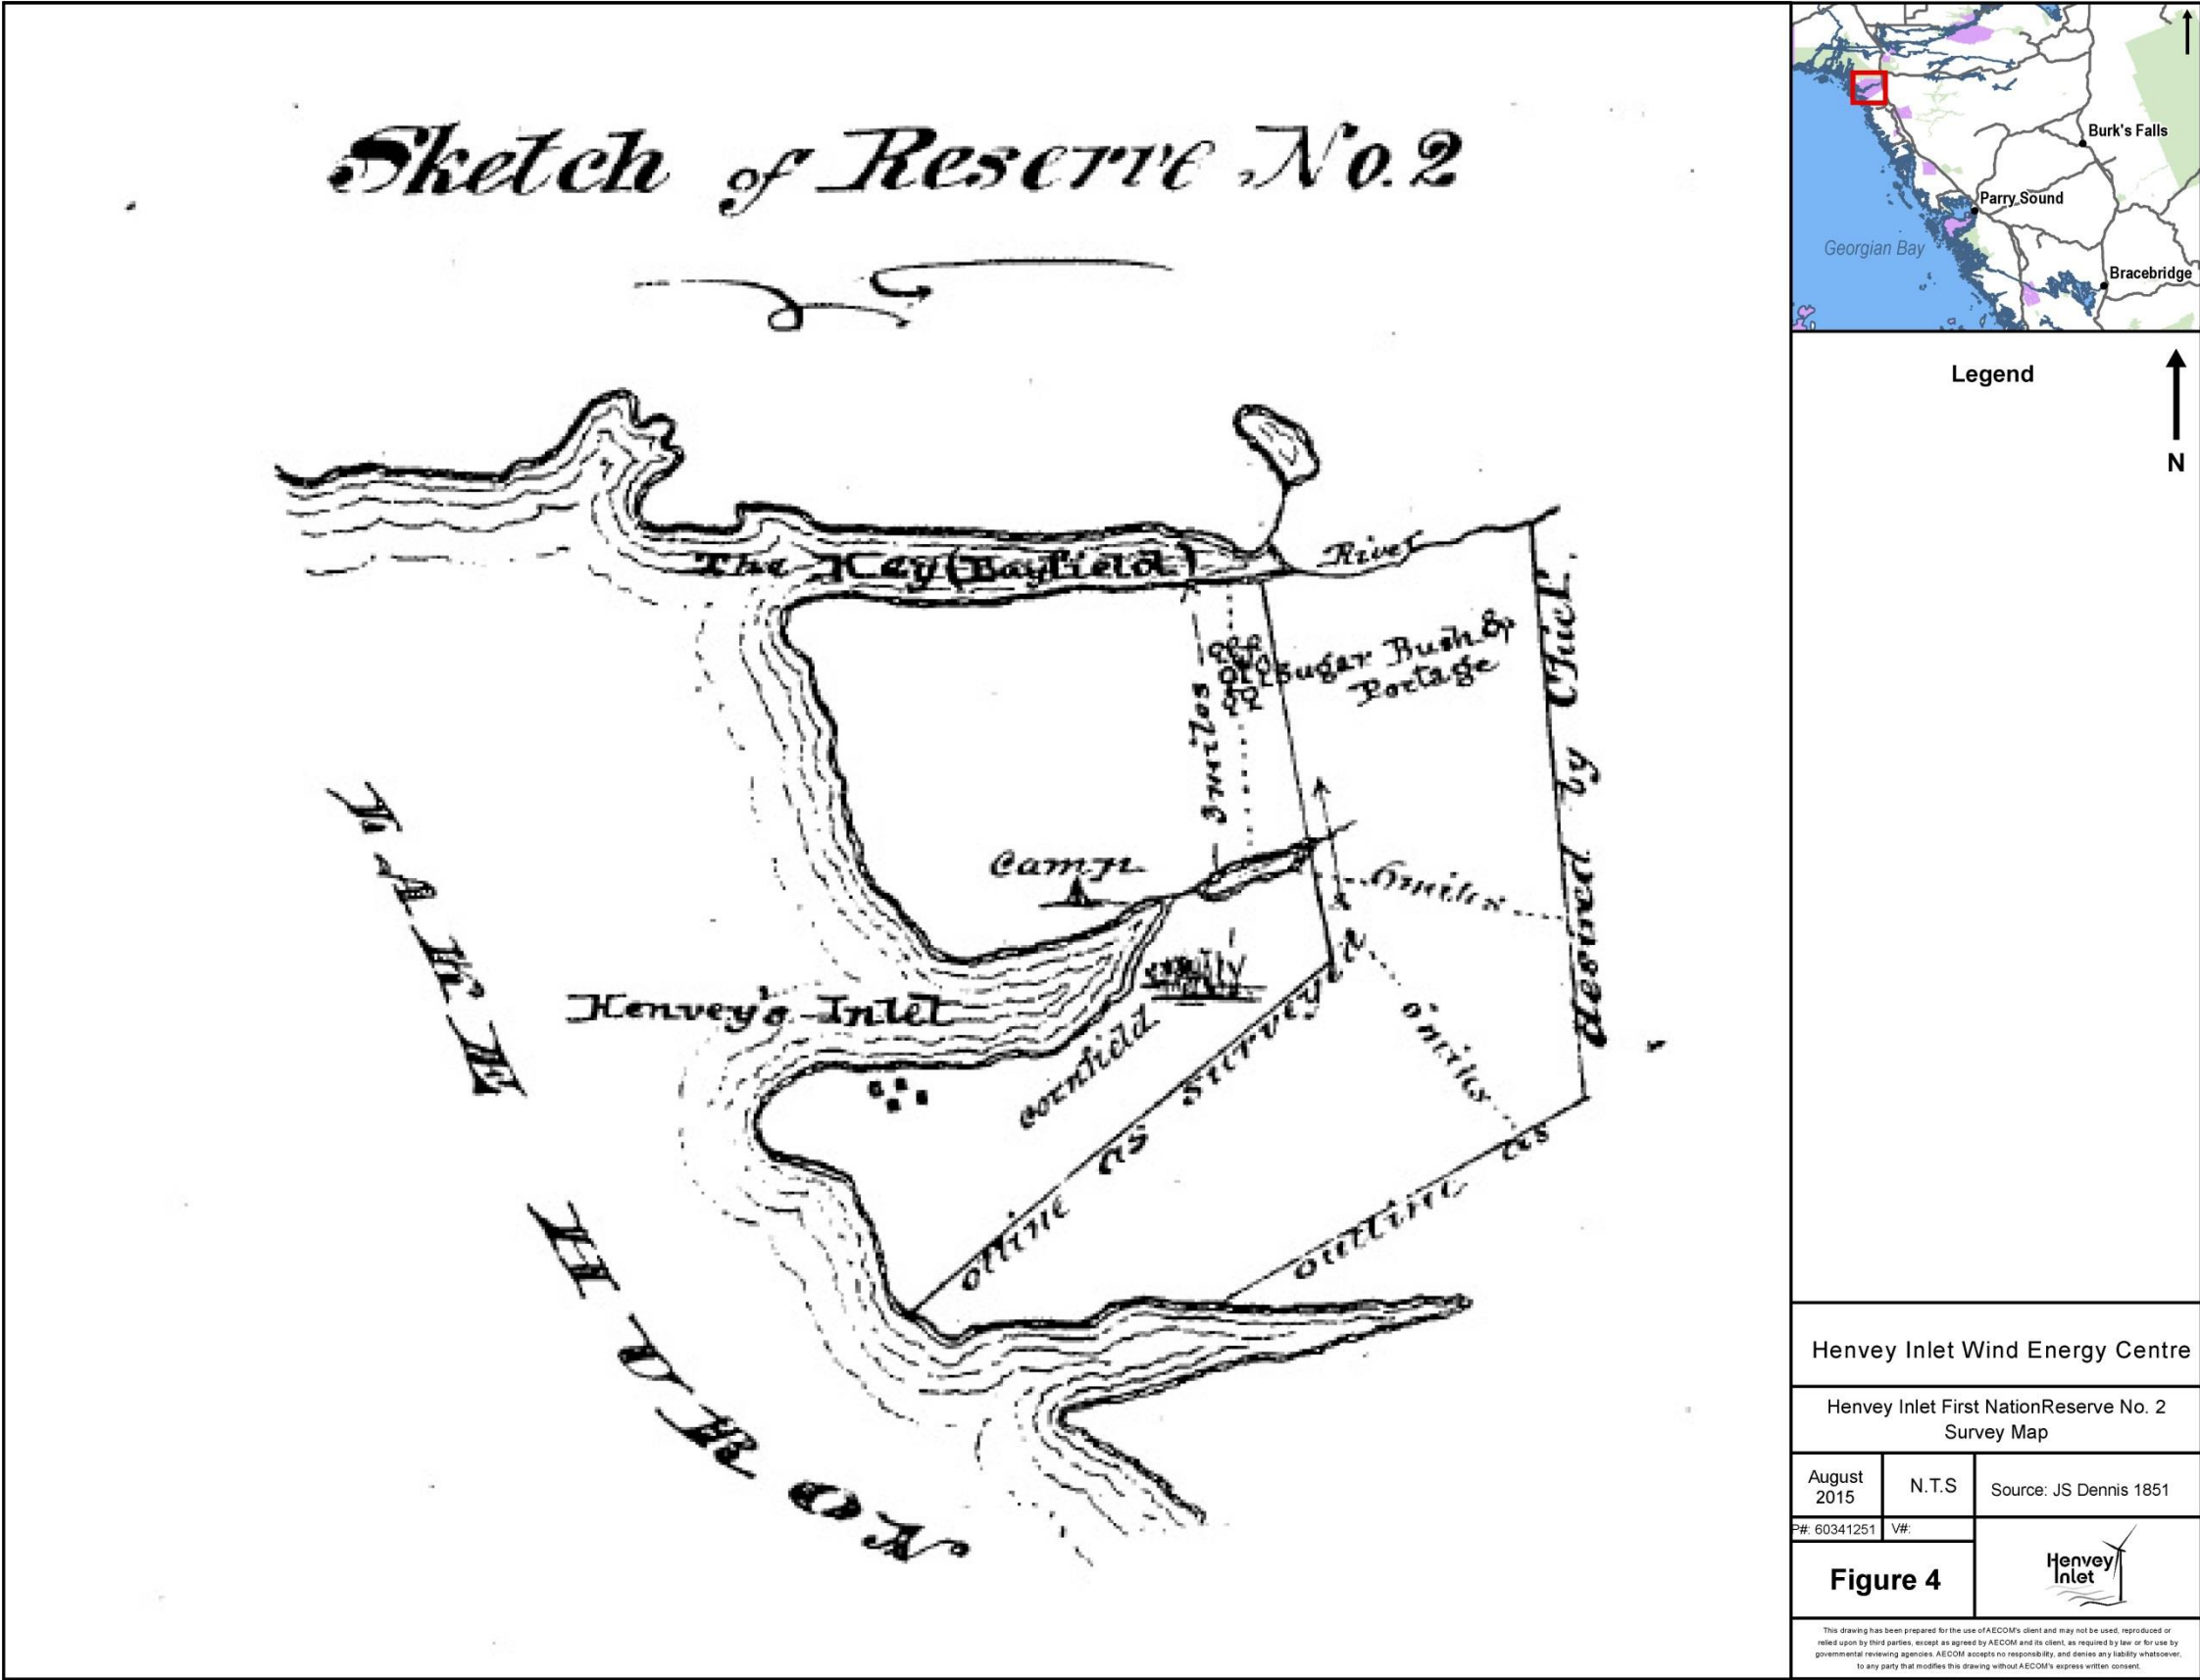 Sketch of Reserve No. 2
The Key (Bayfield)
River
Sugar Bush &
Portage
3 miles
Desired by Chief.
Camp
miles
Henvey's Inlet
cornfield
otline as Surveyed
miles
outline as
LAKE HURON
Burk's Falls
Parry Sound
Georgian Bay
Bracebridge
Legend
N
Henvey Inlet Wind Energy Centre
Henvey Inlet First NationReserve No. 2
Survey Map
August
2015
N.T.S
Source: JS Dennis 1851
P#: 60341251
V#:
Figure 4
Henvey
Inlet
This drawing has been prepared for the use of AECOM's client and may not be used, reproduced or
relied upon by third parties, except as agreed by AECOM and its client, as required by law or for use by
governmental reviewing agencies. AECOM accepts no responsibility, and denies any liability whatsoever,
to any party that modifies this drawing without AECOM's express written consent.